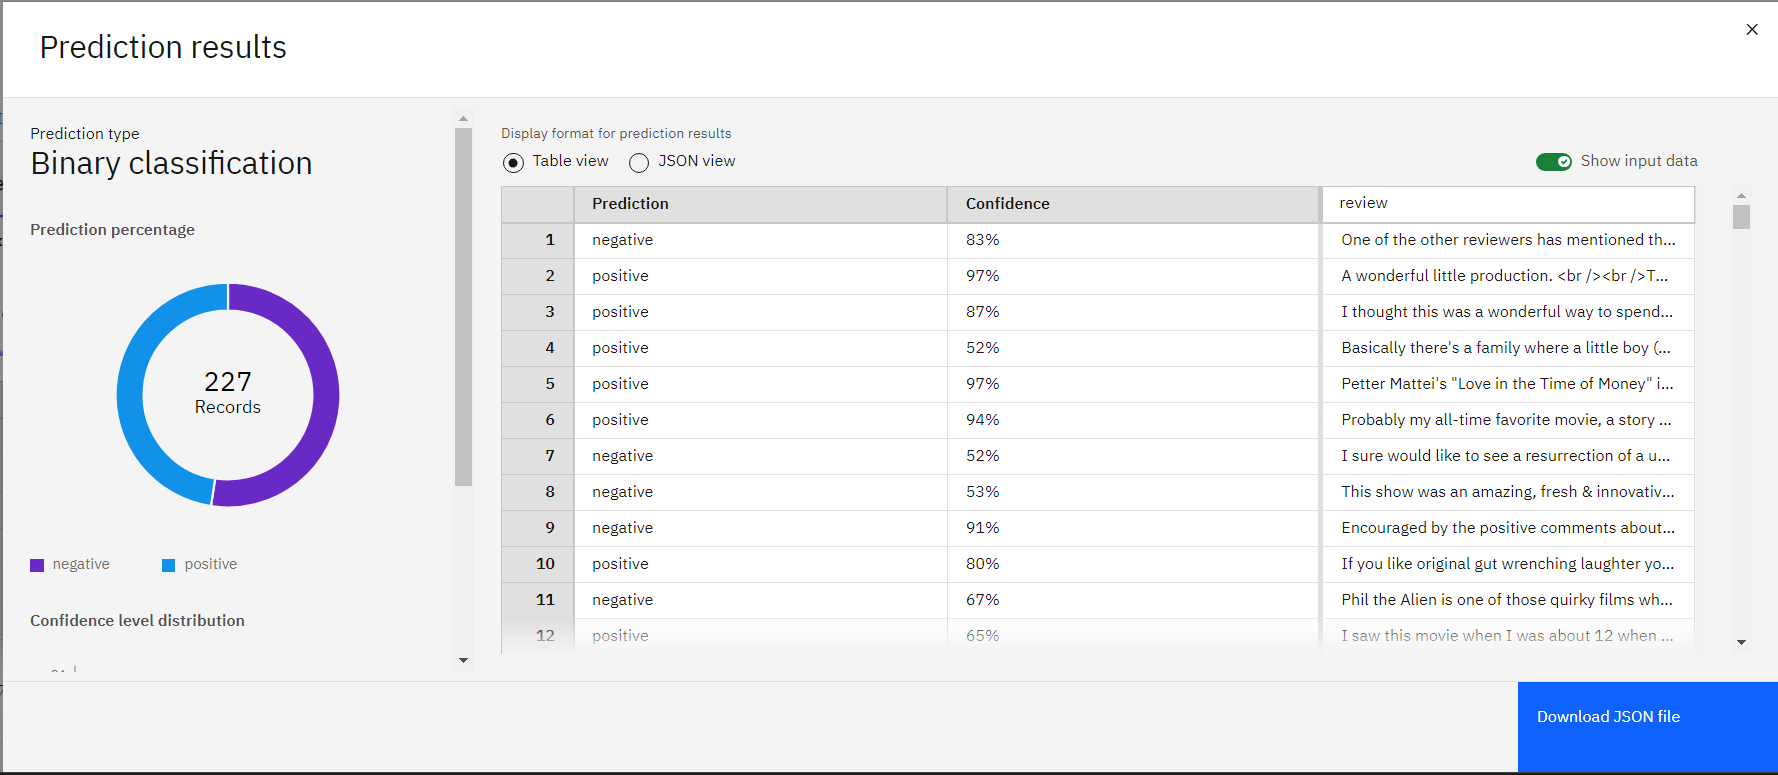 Prediction results
Prediction type
Binary classification
Prediction percentage
227
Records
negative positive
Confidence level distribution
Display format for prediction results
Table view JSON view
Show input data
Prediction Confidence review
1 negative 83% One of the other reviewers has mentioned th...
2 positive 97% A wonderful little production. <br /><br />T...
3 positive 87% I thought this was a wonderful way to spend...
4 positive 52% Basically there's a family where a little boy (...
5 positive 97% Petter Mattei's "Love in the Time of Money" i...
6 positive 94% Probably my all-time favorite movie, a story ...
7 negative 52% I sure would like to see a resurrection of a u...
8 negative 53% This show was an amazing, fresh & innovativ...
9 negative 91% Encouraged by the positive comments about...
10 positive 80% If you like original gut wrenching laughter yo...
11 negative 67% Phil the Alien is one of those quirky films wh...
12 positive 65% I saw this movie when I was about 12 when ...
Download JSON file